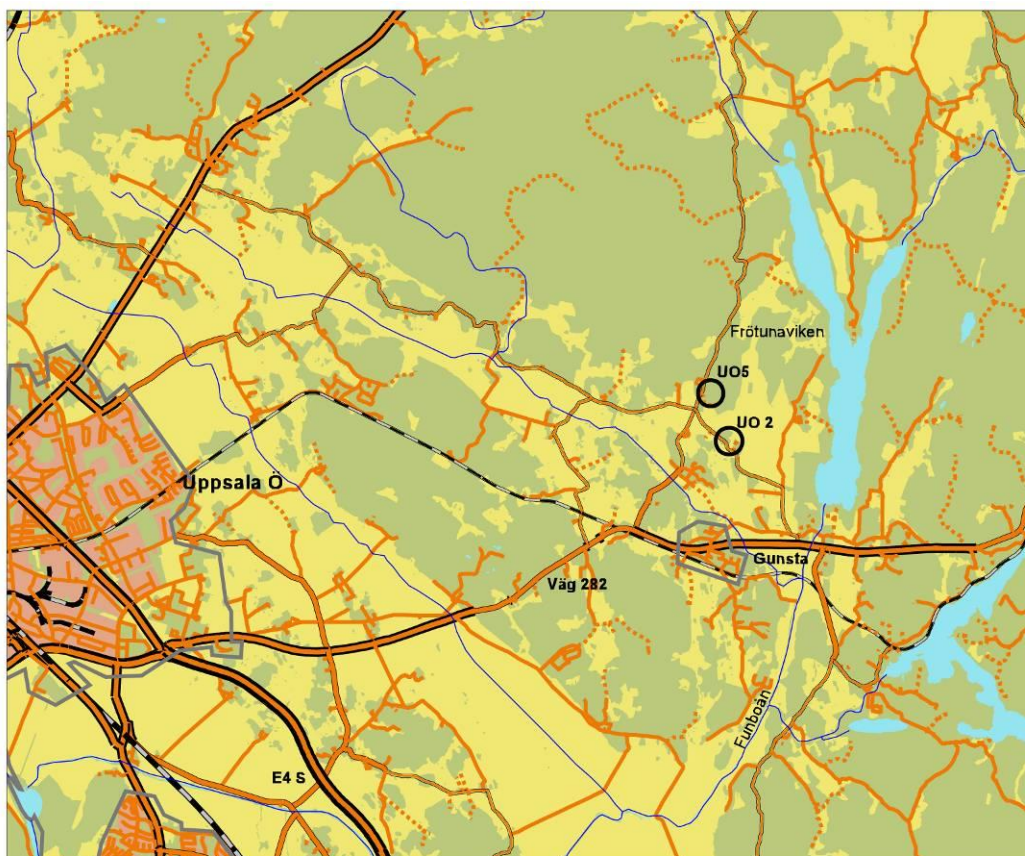 Frötunaviken
UO5
UO 2
Uppsala Ö
Gunsta
Väg 282
Funboån
E4 S